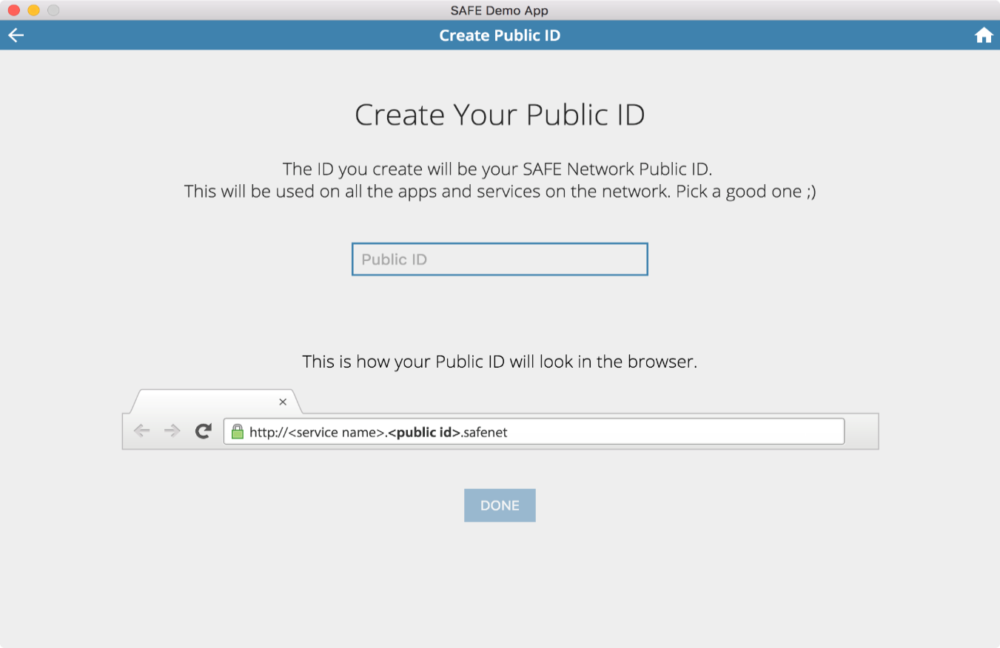 SAFE Demo App
Create Public ID
Create Your Public ID
The ID you create will be your SAFE Network Public ID.
This will be used on all the apps and services on the network. Pick a good one ;)
Public ID
This is how your Public ID will look in the browser.
http://<service name>.<public id>.safenet
DONE